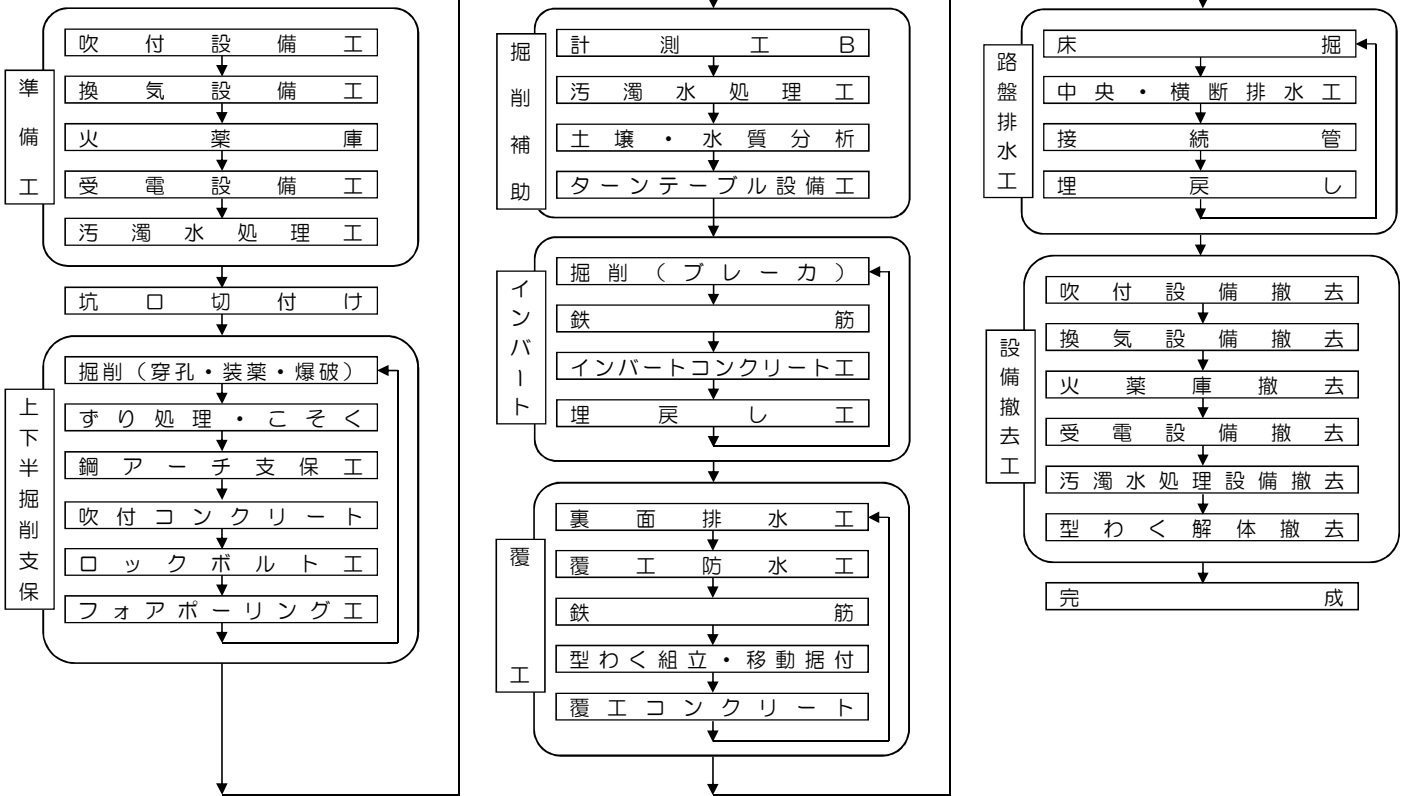 準備工
吹付設備工
換気設備工
火薬庫
受電設備工
汚濁水処理工
坑口切付け
上下半掘削支保
掘削（穿孔・装薬・爆破）
ずり処理・こそく
鋼アーチ支保工
吹付コンクリート
ロックボルト工
フォアポーリング工
掘削補助
計測工B
汚濁水処理工
土壌・水質分析
ターンテーブル設備工
インバート
掘削（ブレーカ）
鉄筋
インバートコンクリート工
埋戻し工
覆工
裏面排水工
覆工防水工
鉄筋
型わく組立・移動据付
覆工コンクリート
路盤排水工
床掘
中央・横断排水工
接続管
埋戻し
設備撤去工
吹付設備撤去
換気設備撤去
火薬庫撤去
受電設備撤去
汚濁水処理設備撤去
型わく解体撤去
完成